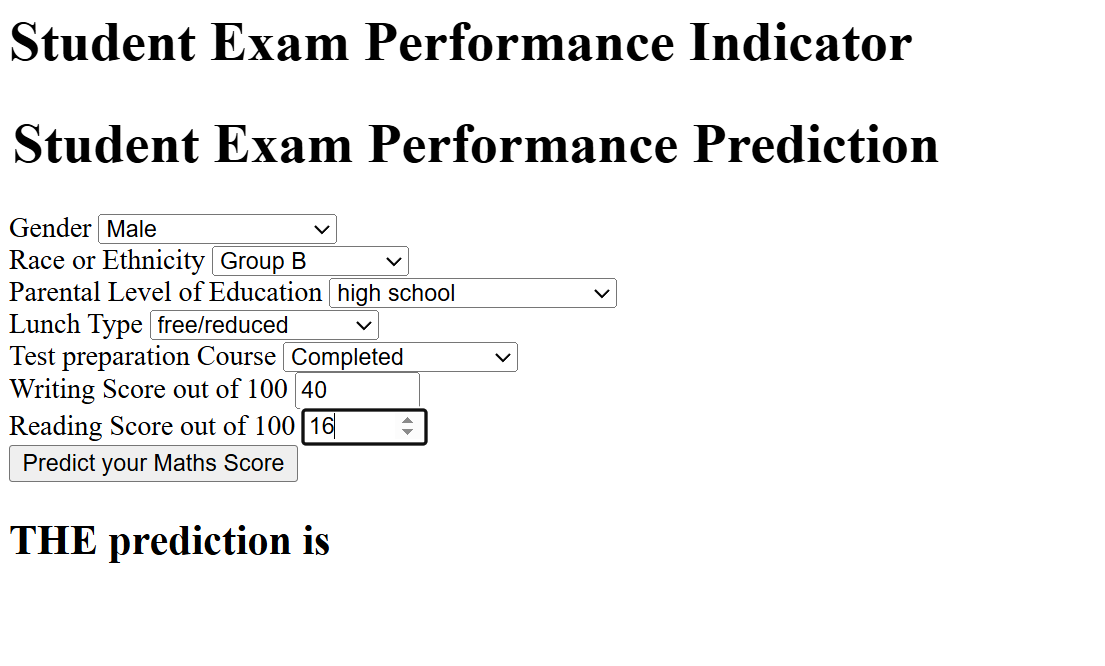 Student Exam Performance Indicator
Student Exam Performance Prediction
Gender Male
Race or Ethnicity Group B
Parental Level of Education high school
Lunch Type free/reduced
Test preparation Course Completed
Writing Score out of 100 40
Reading Score out of 100 16
Predict your Maths Score
THE prediction is